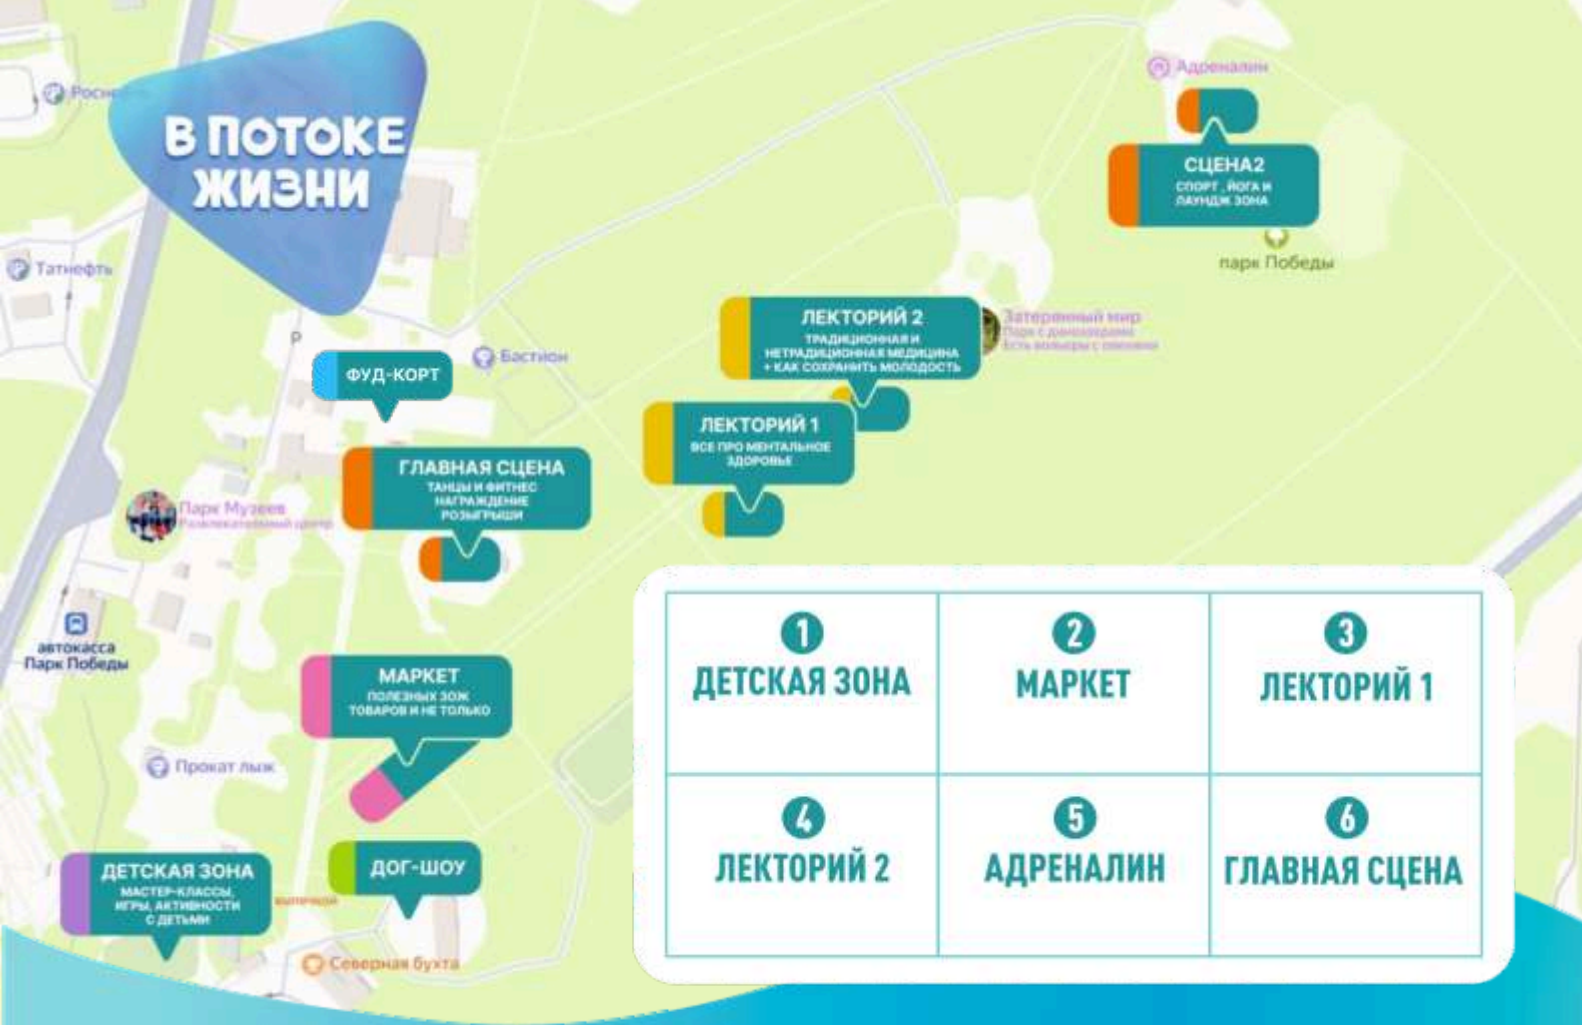 В ПОТОКЕ
ЖИЗНИ
Адреналин
СЦЕНА2
СПОРТ, ЙОГА И
ЛАУНДЖ ЗОНА
парк Победы
Татнефть
Р
Бастион
ФУД-КОРТ
ЛЕКТОРИЙ 2
ТРАДИЦИОННАЯ И
НЕТРАДИЦИОННАЯ МЕДИЦИНА
+ КАК СОХРАНИТЬ МОЛОДОСТЬ
Затерянный мир
Парк с динозаврами
ЛЕКТОРИЙ 1
ВСЕ ПРО МЕНТАЛЬНОЕ
ЗДОРОВЬЕ
ГЛАВНАЯ СЦЕНА
ТАНЦЫ И ФИТНЕС
НАГРАЖДЕНИЕ
РОЗЫГРЫШИ
Парк Музеев
Развлекательный центр
автокасса
Парк Победы
МАРКЕТ
ПОЛЕЗНЫХ ЗОЖ
ТОВАРОВ И НЕ ТОЛЬКО
Прокат лыж
ДЕТСКАЯ ЗОНА
МАСТЕР-КЛАССЫ,
ИГРЫ, АКТИВНОСТИ
С ДЕТЬМИ
ДОГ-ШОУ
Северная бухта
1
ДЕТСКАЯ ЗОНА
2
МАРКЕТ
3
ЛЕКТОРИЙ 1
4
ЛЕКТОРИЙ 2
5
АДРЕНАЛИН
6
ГЛАВНАЯ СЦЕНА